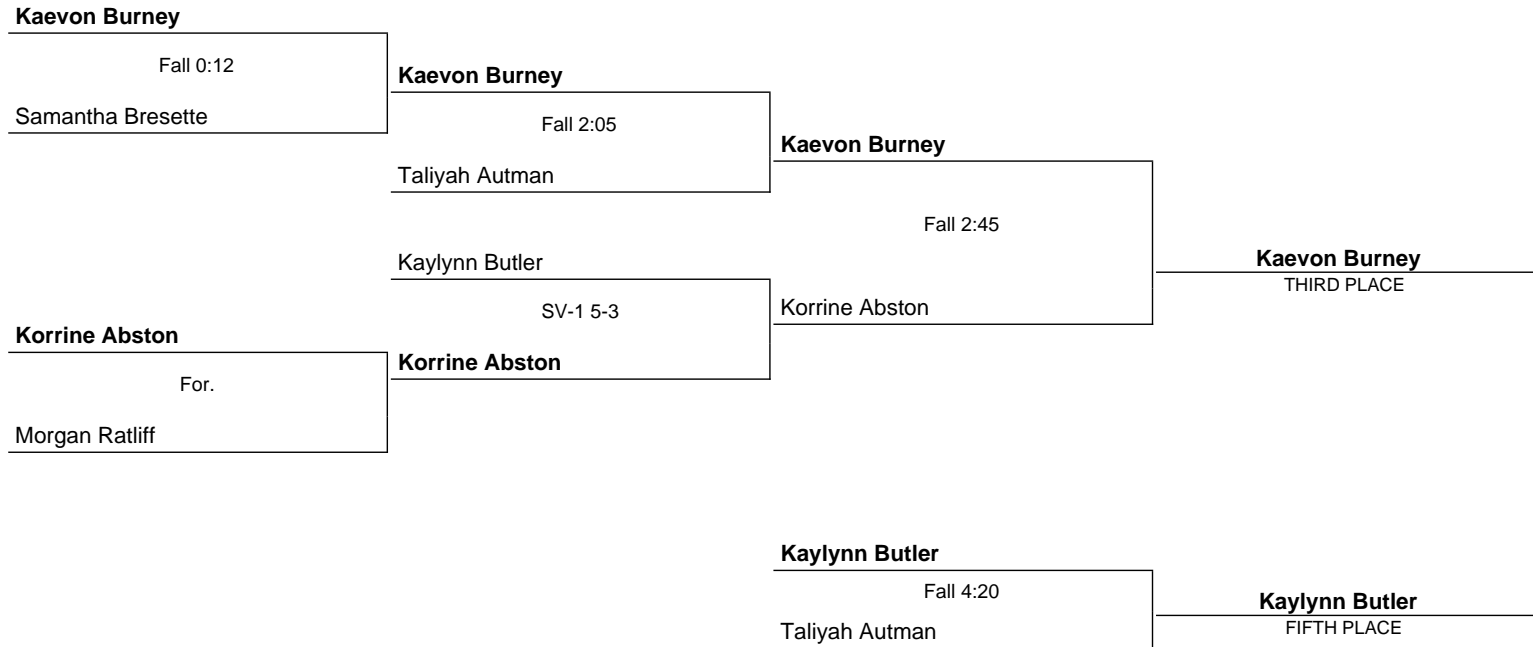 Kaevon Burney
Fall 0:12
Samantha Bresette
Kaevon Burney
Fall 2:05
Taliyah Autman
Kaevon Burney
Fall 2:45
Korrine Abston
Kaylynn Butler
SV-1 5-3
Korrine Abston
Korrine Abston
For.
Morgan Ratliff
Kaevon Burney
THIRD PLACE
Kaylynn Butler
Fall 4:20
Taliyah Autman
Kaylynn Butler
FIFTH PLACE